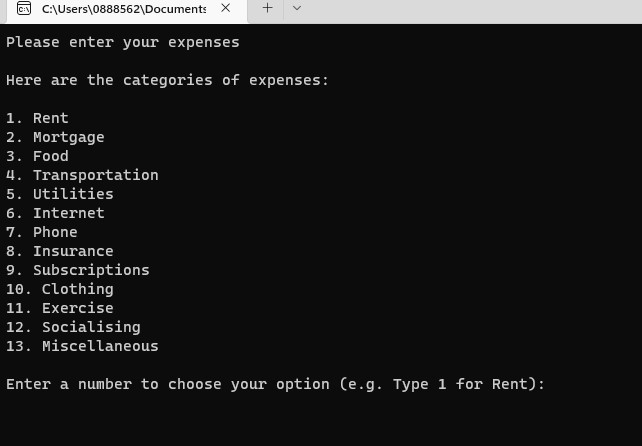 C:\Users\0888562\Documents
Please enter your expenses
Here are the categories of expenses:
1. Rent
2. Mortgage
3. Food
4. Transportation
5. Utilities
6. Internet
7. Phone
8. Insurance
9. Subscriptions
10. Clothing
11. Exercise
12. Socialising
13. Miscellaneous
Enter a number to choose your option (e.g. Type 1 for Rent):